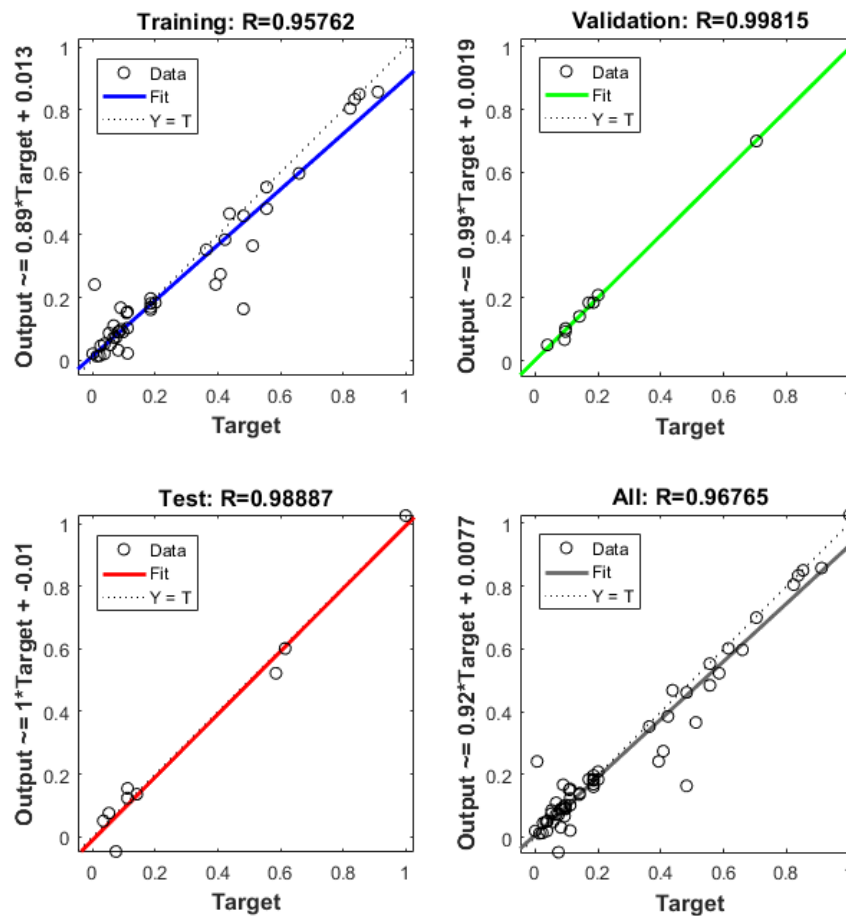 Training: R=0.95762
Output ~= 0.89*Target + 0.013
Data
Fit
Y = T
1
0.8
0.6
0.4
0.2
0
0 0.2 0.4 0.6 0.8 1
Target
Validation: R=0.99815
Output ~= 0.99*Target + 0.0019
Data
Fit
Y = T
1
0.8
0.6
0.4
0.2
0
0 0.2 0.4 0.6 0.8 1
Target
Test: R=0.98887
Output ~= 1*Target + -0.01
Data
Fit
Y = T
1
0.8
0.6
0.4
0.2
0
0 0.2 0.4 0.6 0.8 1
Target
All: R=0.96765
Output ~= 0.92*Target + 0.0077
Data
Fit
Y = T
1
0.8
0.6
0.4
0.2
0
0 0.2 0.4 0.6 0.8 1
Target